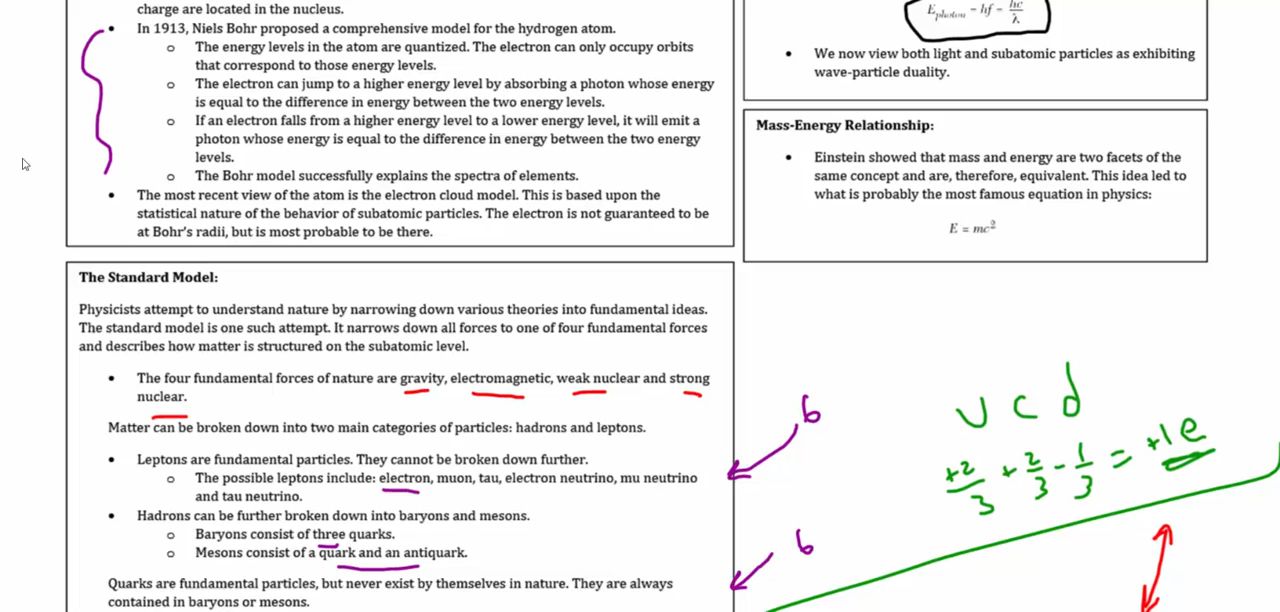 charge are located in the nucleus.
• In 1913, Niels Bohr proposed a comprehensive model for the hydrogen atom.
o The energy levels in the atom are quantized. The electron can only occupy orbits
that correspond to those energy levels.
o The electron can jump to a higher energy level by absorbing a photon whose energy
is equal to the difference in energy between the two energy levels.
o If an electron falls from a higher energy level to a lower energy level, it will emit a
photon whose energy is equal to the difference in energy between the two energy
levels.
o The Bohr model successfully explains the spectra of elements.
• The most recent view of the atom is the electron cloud model. This is based upon the
statistical nature of the behavior of subatomic particles. The electron is not guaranteed to be
at Bohr's radii, but is most probable to be there.
The Standard Model:
Physicists attempt to understand nature by narrowing down various theories into fundamental ideas.
The standard model is one such attempt. It narrows down all forces to one of four fundamental forces
and describes how matter is structured on the subatomic level.
• The four fundamental forces of nature are gravity, electromagnetic, weak nuclear and strong
nuclear.
Matter can be broken down into two main categories of particles: hadrons and leptons.
• Leptons are fundamental particles. They cannot be broken down further.
o The possible leptons include: electron, muon, tau, electron neutrino, mu neutrino
and tau neutrino.
• Hadrons can be further broken down into baryons and mesons.
o Baryons consist of three quarks.
o Mesons consist of a quark and an antiquark.
Quarks are fundamental particles, but never exist by themselves in nature. They are always
contained in baryons or mesons.
E photon = hf = hc/λ
• We now view both light and subatomic particles as exhibiting
wave-particle duality.
Mass-Energy Relationship:
• Einstein showed that mass and energy are two facets of the
same concept and are, therefore, equivalent. This idea led to
what is probably the most famous equation in physics:
E = mc²
6
u c d
+2/3 + 2/3 - 1/3 = +1e
6